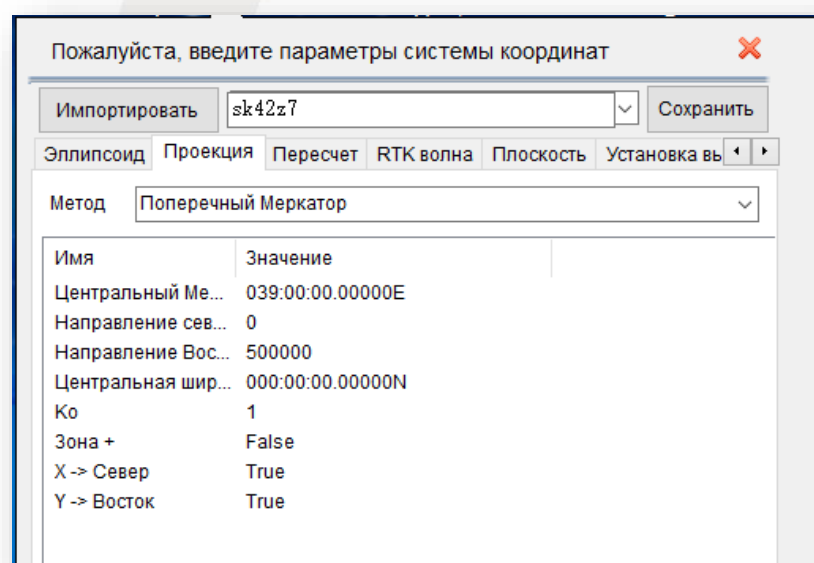 Пожалуйста, введите параметры системы координат
Импортировать sk42z7 Сохранить
Эллипсоид Проекция Пересчет RTK волна Плоскость Установка вы
Метод Поперечный Меркатор
Имя Значение
Центральный Ме... 039:00:00.00000E
Направление сев... 0
Направление Вос... 500000
Центральная шир... 000:00:00.00000N
Ko 1
Зона + False
X -> Север True
Y -> Восток True